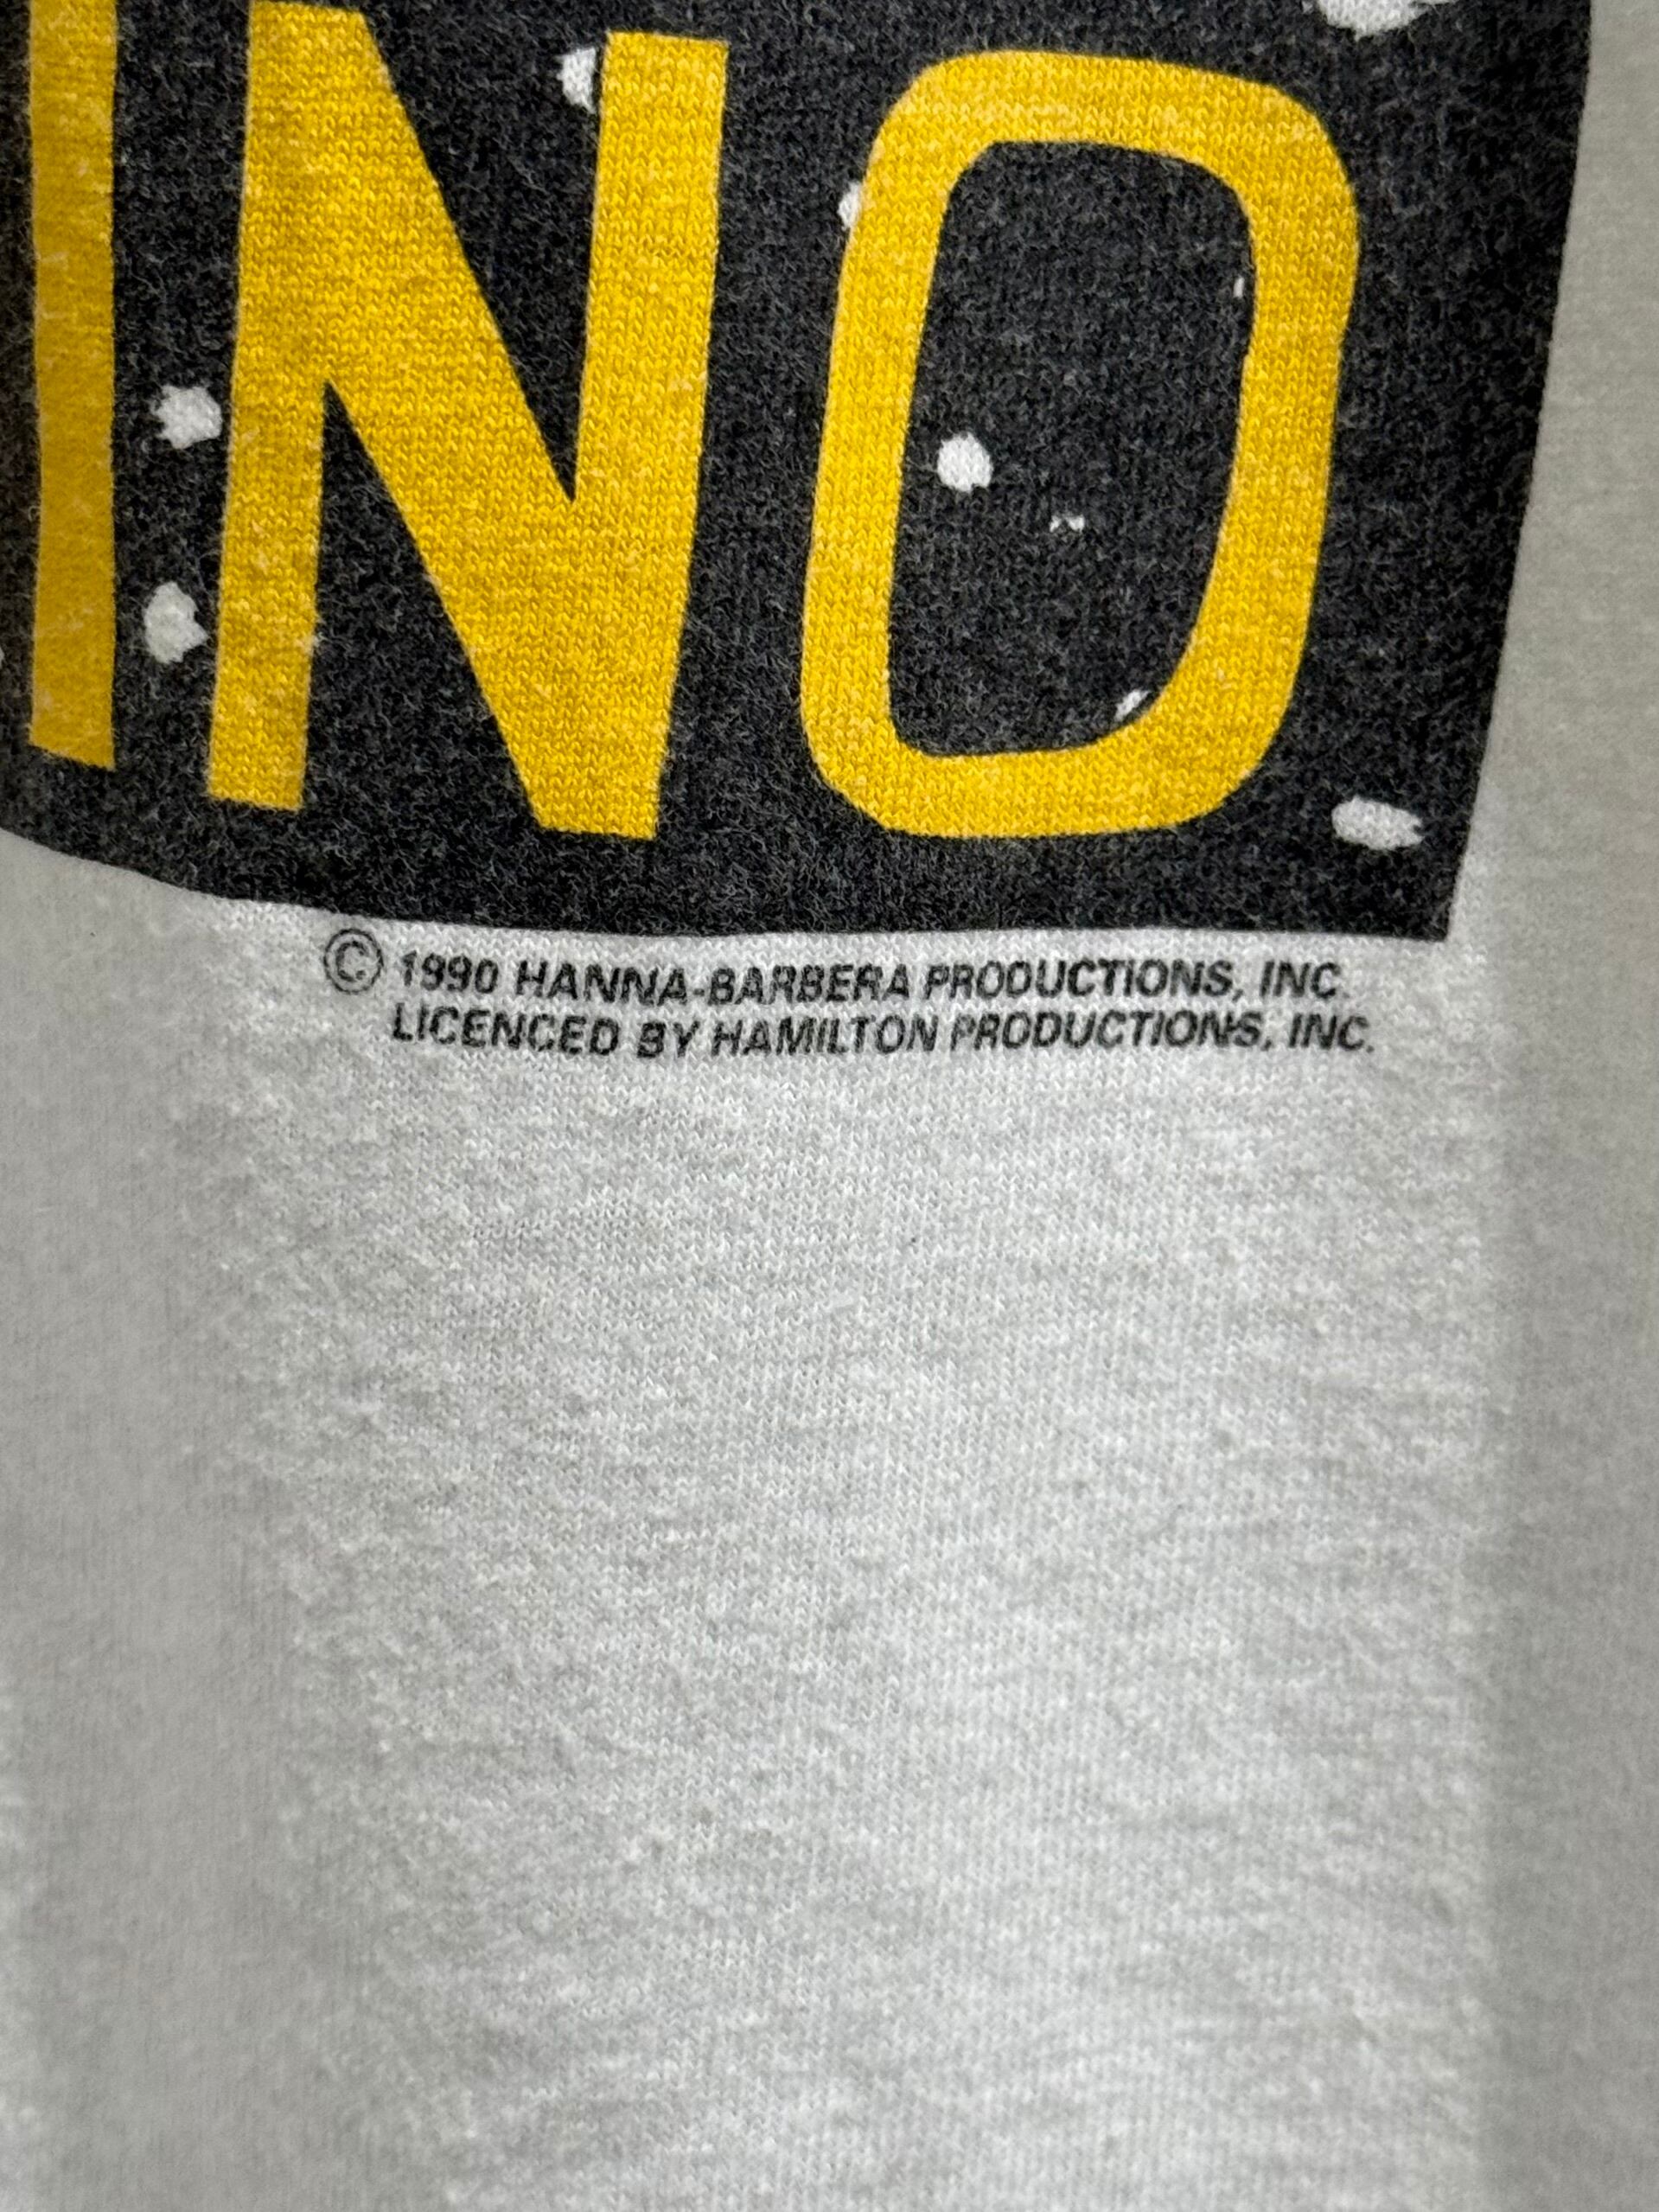 INO
© 1990 HANNA-BARBERA PRODUCTIONS, INC.
LICENCED BY HAMILTON PRODUCTIONS, INC.